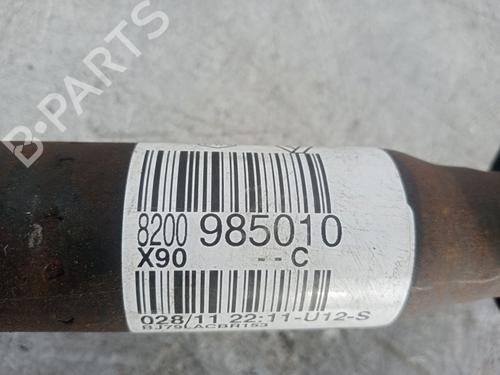 B-PARTS
8200 985010
X90 --C
028/11 22:11-U12-S
BJ79LACBR153